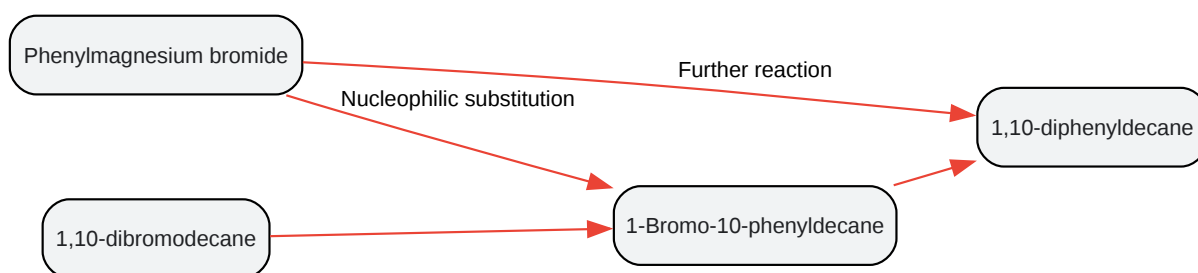 Phenylmagnesium bromide
Further reaction
Nucleophilic substitution
1,10-diphenyldecane
1-Bromo-10-phenyldecane
1,10-dibromodecane